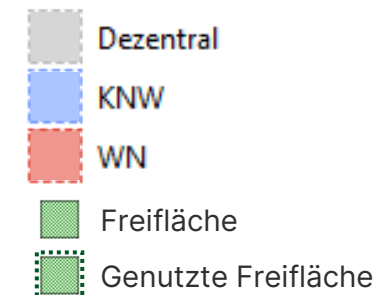 Dezentral
KNW
WN
Freifläche
Genutzte Freifläche